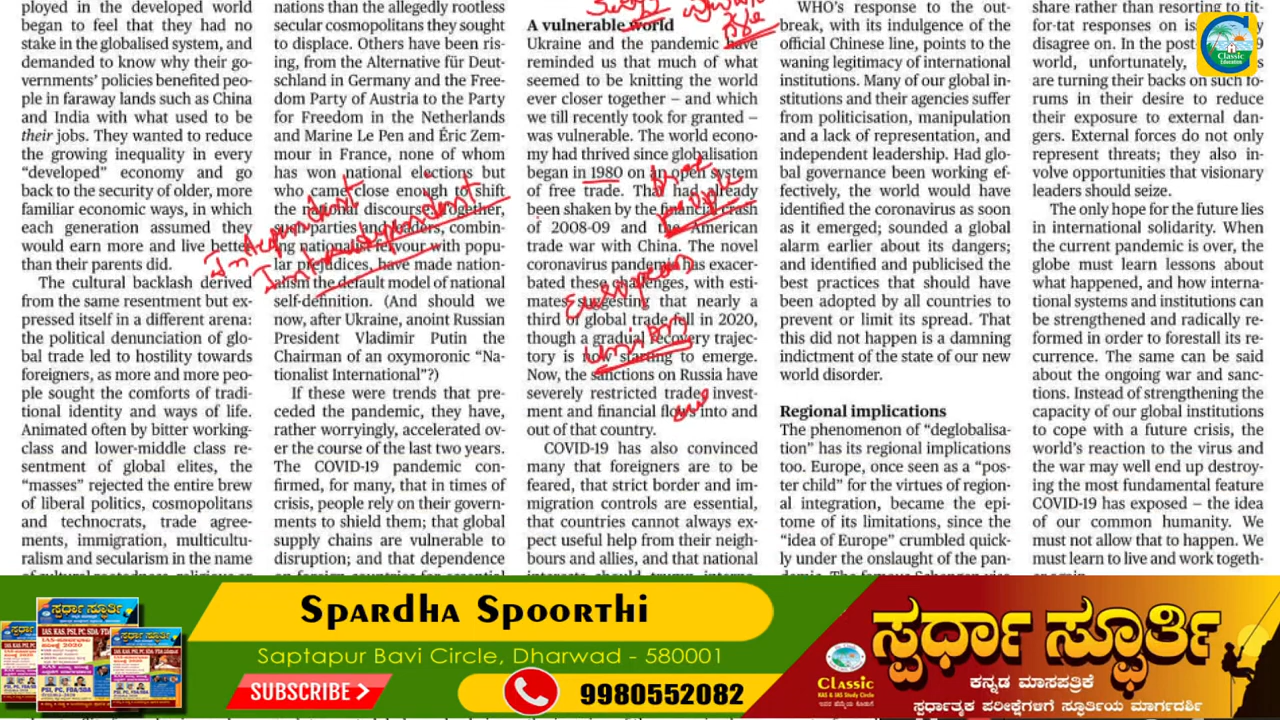 ployed in the developed world
began to feel that they had no
stake in the globalised system, and
demanded to know why their go-
vernments' policies benefited peo-
ple in faraway lands such as China
and India with what used to be
their jobs. They wanted to reduce
the growing inequality in every
"developed" economy and go
back to the security of older, more
familiar economic ways, in which
each generation assumed they
would earn more and live better
than their parents did.
The cultural backlash derived
from the same resentment but ex-
pressed itself in a different arena:
the political denunciation of glo-
bal trade led to hostility towards
foreigners, as more and more peo-
ple sought the comforts of tradi-
tional identity and ways of life.
Animated often by bitter working-
class and lower-middle class re-
sentment of global elites, the
"masses" rejected the entire brew
of liberal politics, cosmopolitans
and technocrats, trade agree-
ments, immigration, multicultu-
ralism and secularism in the name
nations than the allegedly rootless
secular cosmopolitans they sought
to displace. Others have been ris-
ing, from the Alternative für Deut-
schland in Germany and the Free-
dom Party of Austria to the Party
for Freedom in the Netherlands
and Marine Le Pen and Éric Zem-
mour in France, none of whom
has won national elections but
who came close enough to shift
the national discourse. Together,
such parties and leaders, combin-
ing nationalist fervour with popu-
lar prejudices, have made nation-
alism the default model of national
self-definition. (And should we
now, after Ukraine, anoint Russian
President Vladimir Putin the
Chairman of an oxymoronic "Na-
tionalist International"?)
If these were trends that pre-
ceded the pandemic, they have,
rather worryingly, accelerated ov-
er the course of the last two years.
The COVID-19 pandemic con-
firmed, for many, that in times of
crisis, people rely on their govern-
ments to shield them; that global
supply chains are vulnerable to
disruption; and that dependence
Independent
Interdependent
A vulnerable world
Ukraine and the pandemic have
reminded us that much of what
seemed to be knitting the world
ever closer together – and which
we till recently took for granted –
was vulnerable. The world econo-
my had thrived since globalisation
began in 1980 on an open system
of free trade. That had already
been shaken by the financial crash
of 2008-09 and the American
trade war with China. The novel
coronavirus pandemic has exacer-
bated these challenges, with esti-
mates suggesting that nearly a
third of global trade fell in 2020,
though a gradual recovery trajec-
tory is now starting to emerge.
Now, the sanctions on Russia have
severely restricted trade, invest-
ment and financial flows into and
out of that country.
COVID-19 has also convinced
many that foreigners are to be
feared, that strict border and im-
migration controls are essential,
that countries cannot always ex-
pect useful help from their neigh-
bours and allies, and that national
people
European
Union
WHO's response to the out-
break, with its indulgence of the
official Chinese line, points to the
waning legitimacy of international
institutions. Many of our global in-
stitutions and their agencies suffer
from politicisation, manipulation
and a lack of representation, and
independent leadership. Had glo-
bal governance been working ef-
fectively, the world would have
identified the coronavirus as soon
as it emerged; sounded a global
alarm earlier about its dangers;
and identified and publicised the
best practices that should have
been adopted by all countries to
prevent or limit its spread. That
this did not happen is a damning
indictment of the state of our new
world disorder.
Regional implications
The phenomenon of "deglobalisa-
tion" has its regional implications
too. Europe, once seen as a "pos-
ter child" for the virtues of region-
al integration, became the epi-
tome of its limitations, since the
"idea of Europe" crumbled quick-
ly under the onslaught of the pan-
share rather than resorting to tit-
for-tat responses on
disagree on. In the post
world, unfortunately,
are turning their backs on such fo-
rums in their desire to reduce
their exposure to external dan-
gers. External forces do not only
represent threats; they also in-
volve opportunities that visionary
leaders should seize.
The only hope for the future lies
in international solidarity. When
the current pandemic is over, the
globe must learn lessons about
what happened, and how interna-
tional systems and institutions can
be strengthened and radically re-
formed in order to forestall its re-
currence. The same can be said
about the ongoing war and sanc-
tions. Instead of strengthening the
capacity of our global institutions
to cope with a future crisis, the
world's reaction to the virus and
the war may well end up destroy-
ing the most fundamental feature
COVID-19 has exposed – the idea
of our common humanity. We
must not allow that to happen. We
must learn to live and work togeth-
Classic
Education
Spardha Spoorthi
Saptapur Bavi Circle, Dharwad - 580001
SUBSCRIBE
9980552082
ಸ್ಪರ್ಧಾ ಸ್ಫೂರ್ತಿ
Classic
KAS & IAS Study Circle
ಸ್ಪರ್ಧಾ ಸ್ಫೂರ್ತಿ
ಕನ್ನಡ ಮಾಸಪತ್ರಿಕೆ
ಸ್ಪರ್ಧಾತ್ಮಕ ಪರೀಕ್ಷೆಗಳಿಗೆ ಸ್ಫೂರ್ತಿಯ ಮಾರ್ಗದರ್ಶಿ